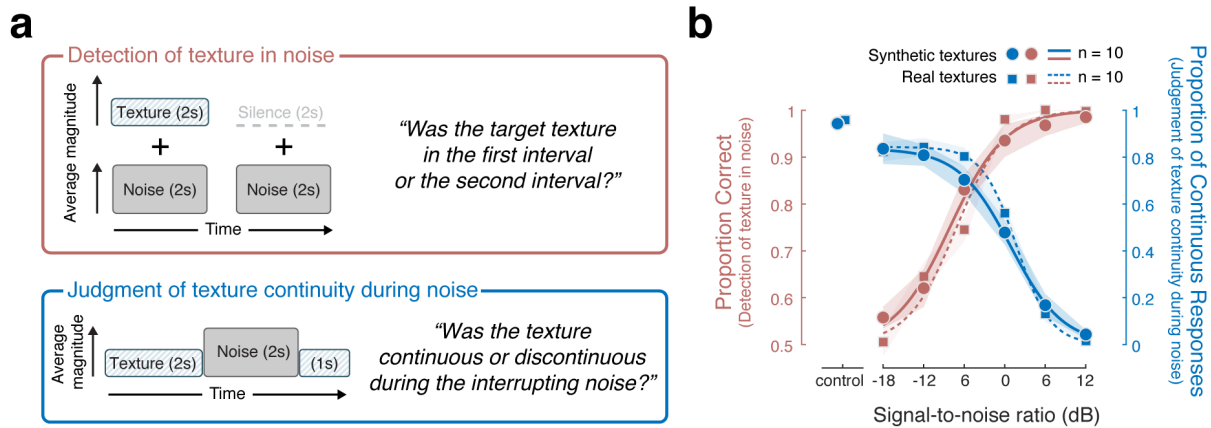 a
Detection of texture in noise
Average magnitude
Texture (2s)
Silence (2s)
+
+
Average magnitude
Noise (2s)
Noise (2s)
Time
“Was the target texture
in the first interval
or the second interval?”
Judgment of texture continuity during noise
Average
magnitude
Texture (2s)
Noise (2s)
(1s)
Time
“Was the texture
continuous or discontinuous
during the interrupting noise?”
b
Synthetic textures
n = 10
Real textures
n = 10
Proportion Correct
(Detection of texture in noise)
1
0.9
0.8
0.7
0.6
0.5
1
0.8
0.6
0.4
0.2
0
Proportion of Continuous Responses
(Judgement of texture continuity during noise)
control
-18
-12
6
0
6
12
Signal-to-noise ratio (dB)